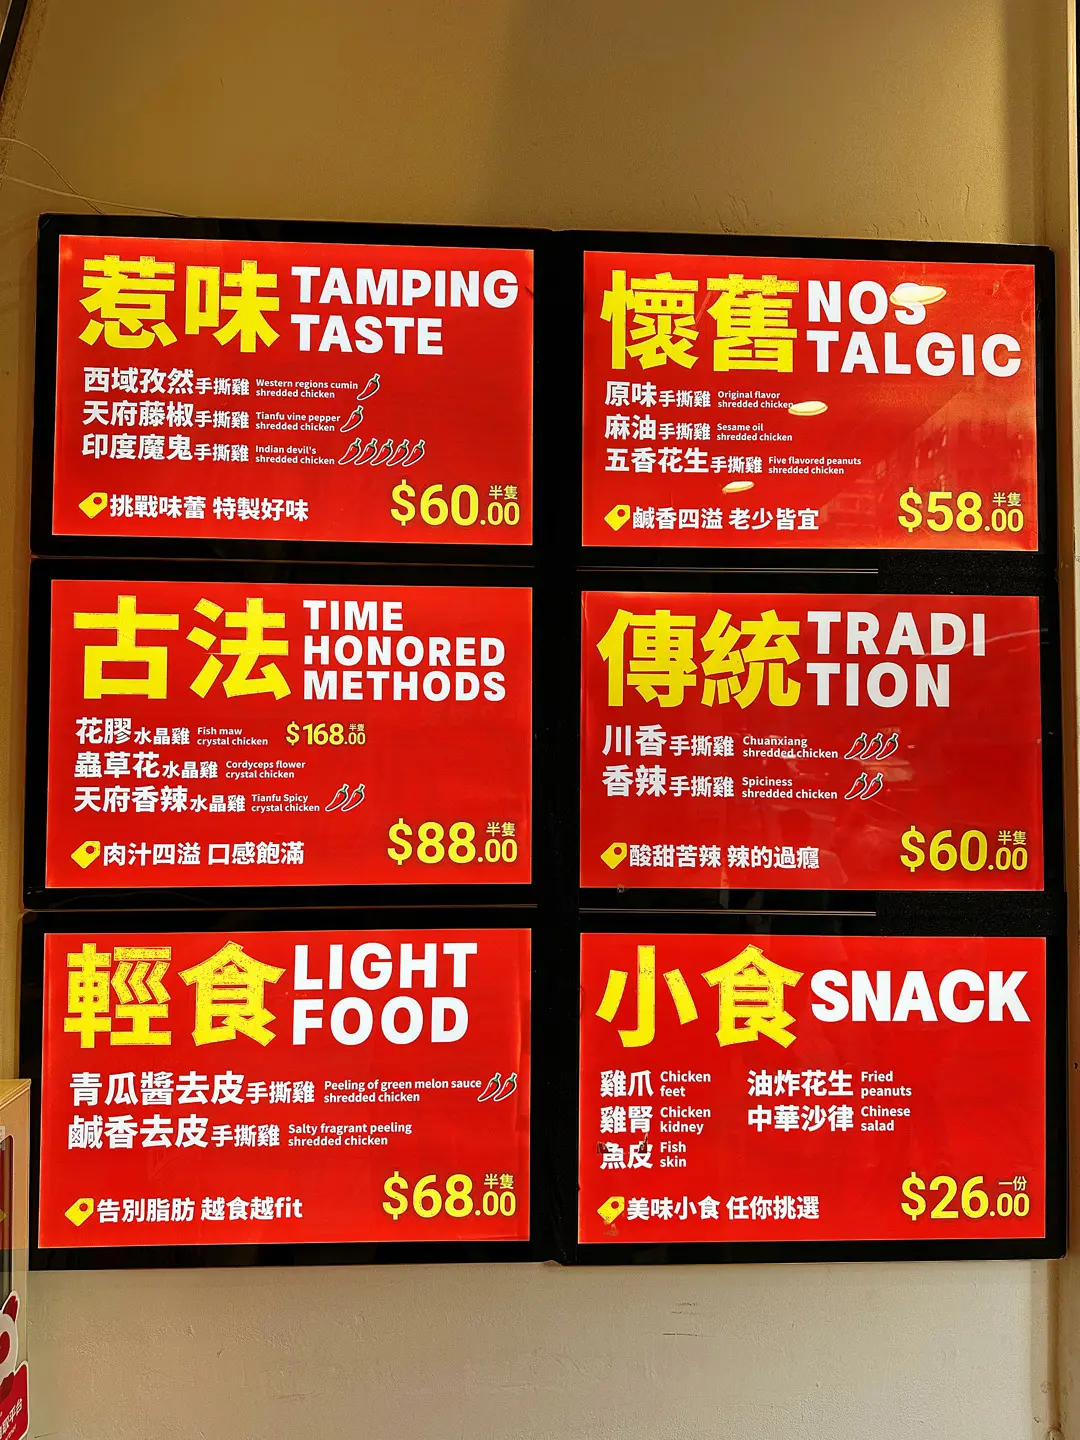 惹味 TAMPING TASTE
西域孜然手撕雞 Western regions cumin shredded chicken
天府藤椒手撕雞 Tianfu vine pepper shredded chicken
印度魔鬼手撕雞 Indian devil's shredded chicken
挑戰味蕾 特製好味 $60.00 半隻
懷舊 NOSTALGIC
原味手撕雞 Original flavor shredded chicken
麻油手撕雞 Sesame oil shredded chicken
五香花生手撕雞 Five flavored peanuts shredded chicken
鹹香四溢 老少皆宜 $58.00 半隻
古法 TIME HONORED METHODS
花膠水晶雞 Fish maw crystal chicken $168.00 半隻
蟲草花水晶雞 Cordyceps flower crystal chicken
天府香辣水晶雞 Tianfu Spicy crystal chicken
肉汁四溢 口感飽滿 $88.00 半隻
傳統 TRADITION
川香手撕雞 Chuanxiang shredded chicken
香辣手撕雞 Spiciness shredded chicken
酸甜苦辣 辣的過癮 $60.00 半隻
輕食 LIGHT FOOD
青瓜醬去皮手撕雞 Peeling of green melon sauce shredded chicken
鹹香去皮手撕雞 Salty fragrant peeling shredded chicken
告別脂肪 越食越fit $68.00 半隻
小食 SNACK
雞爪 Chicken feet 油炸花生 Fried peanuts
雞腎 Chicken kidney 中華沙律 Chinese salad
魚皮 Fish skin
美味小食 任你挑選 $26.00 一份